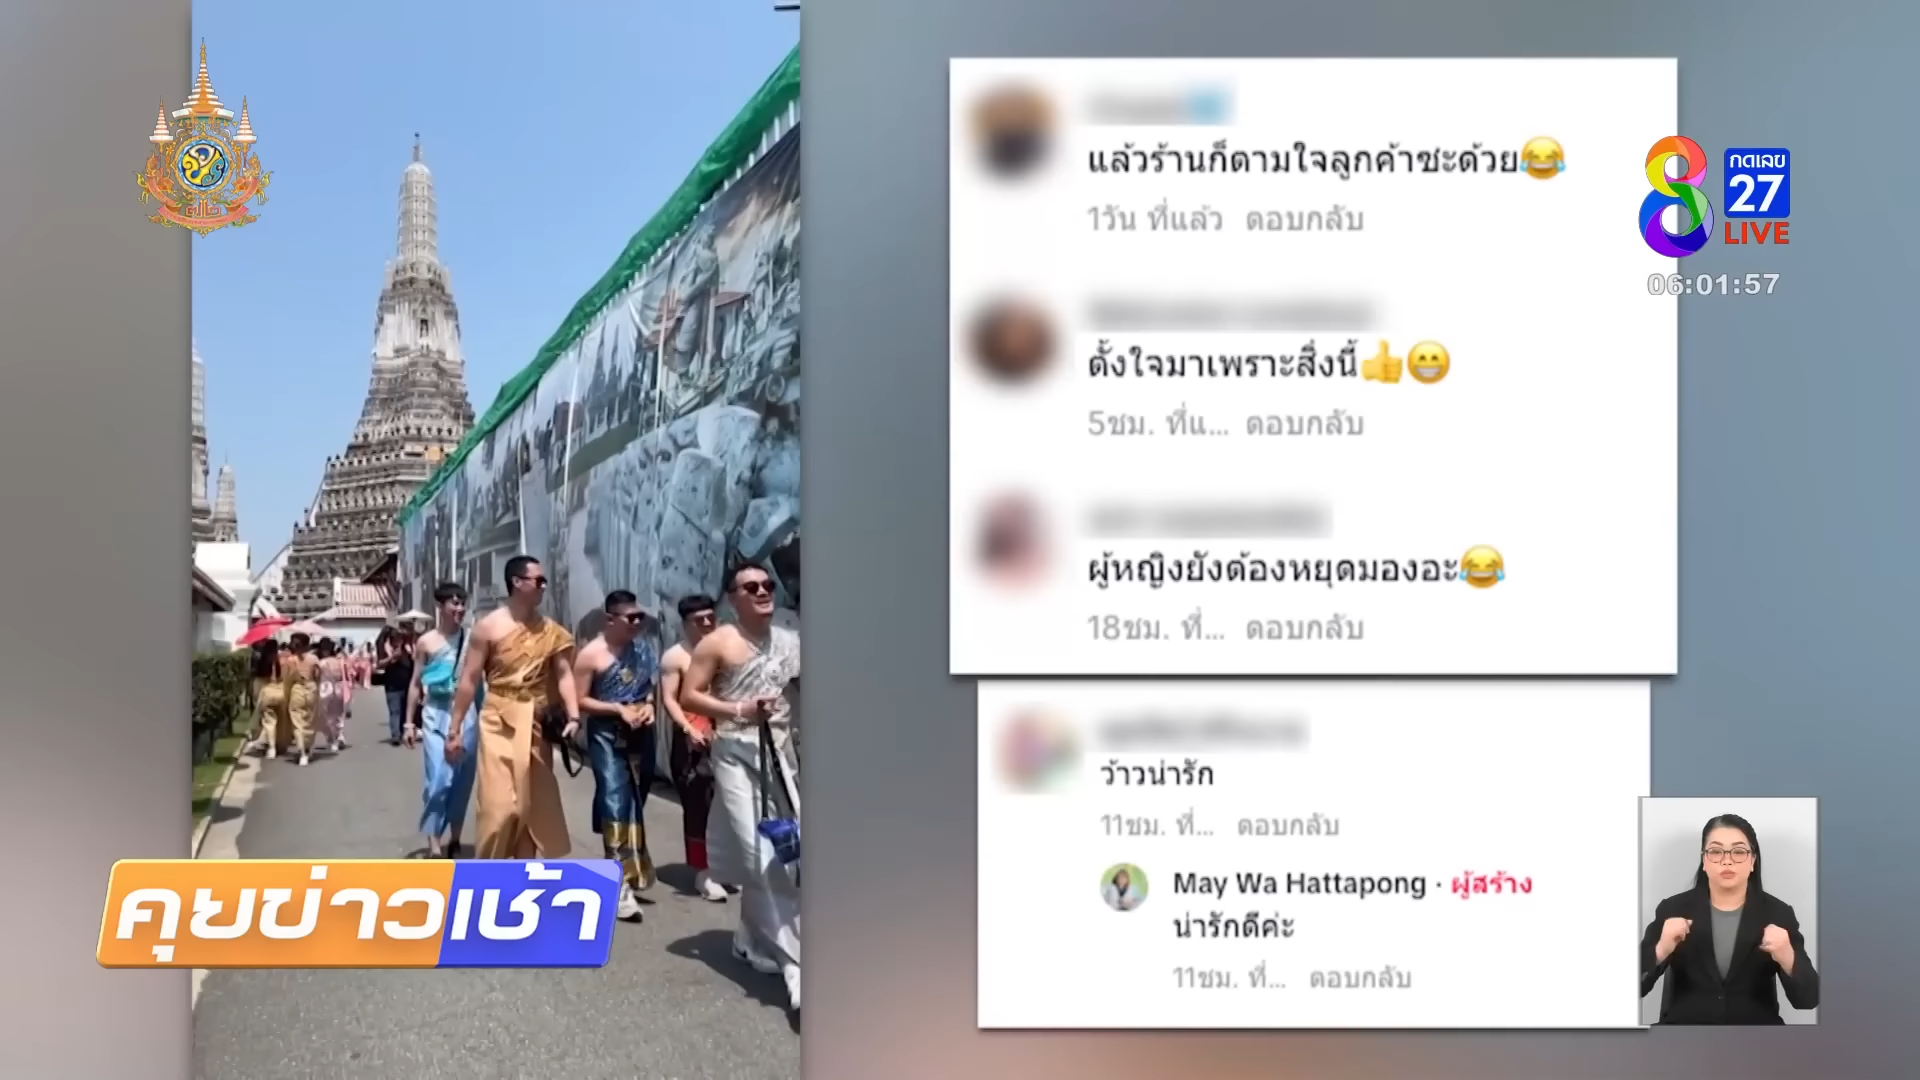 แล้วร้านก็ตามใจลูกค้าซะด้วย😂
1วัน ที่แล้ว ตอบกลับ
ตั้งใจมาเพราะสิ่งนี้👍😁
5ชม. ที่แ... ตอบกลับ
ผู้หญิงยังต้องหยุดมองอะ😂
18ชม. ที่... ตอบกลับ
ว้าวน่ารัก
11ชม. ที่... ตอบกลับ
May Wa Hattapong · ผู้สร้าง
น่ารักดีค่ะ
11ชม. ที่... ตอบกลับ
8
กดเลข
27
LIVE
06:01:57
๗๒
คุยข่าวเช้า